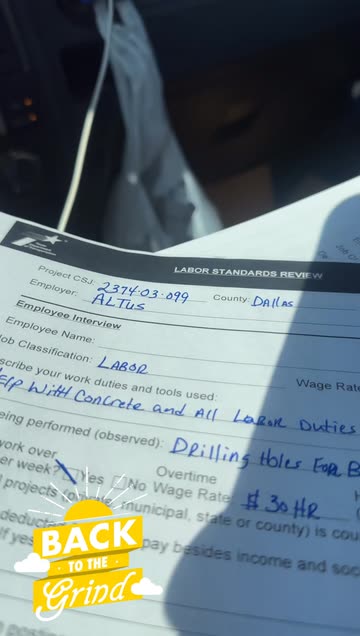 LABOR STANDARDS REVIEW
Project CSJ: 2374.03.099 County: DAllas
Employer: ALTUS
Employee Interview
Employee Name:
ob Classification: LABOR
Wage Rate
scribe your work duties and tools used:
ElP WitH Concrete and All LaboR Duties
eing performed (observed): DRilling Holes FoR B
work over Overtime
er week? Yes No Wage Rate: $ 30 HR
projects municipal, state or county) is cou
deduct pay besides income and soc
if yes
BACK
TO THE
Grind